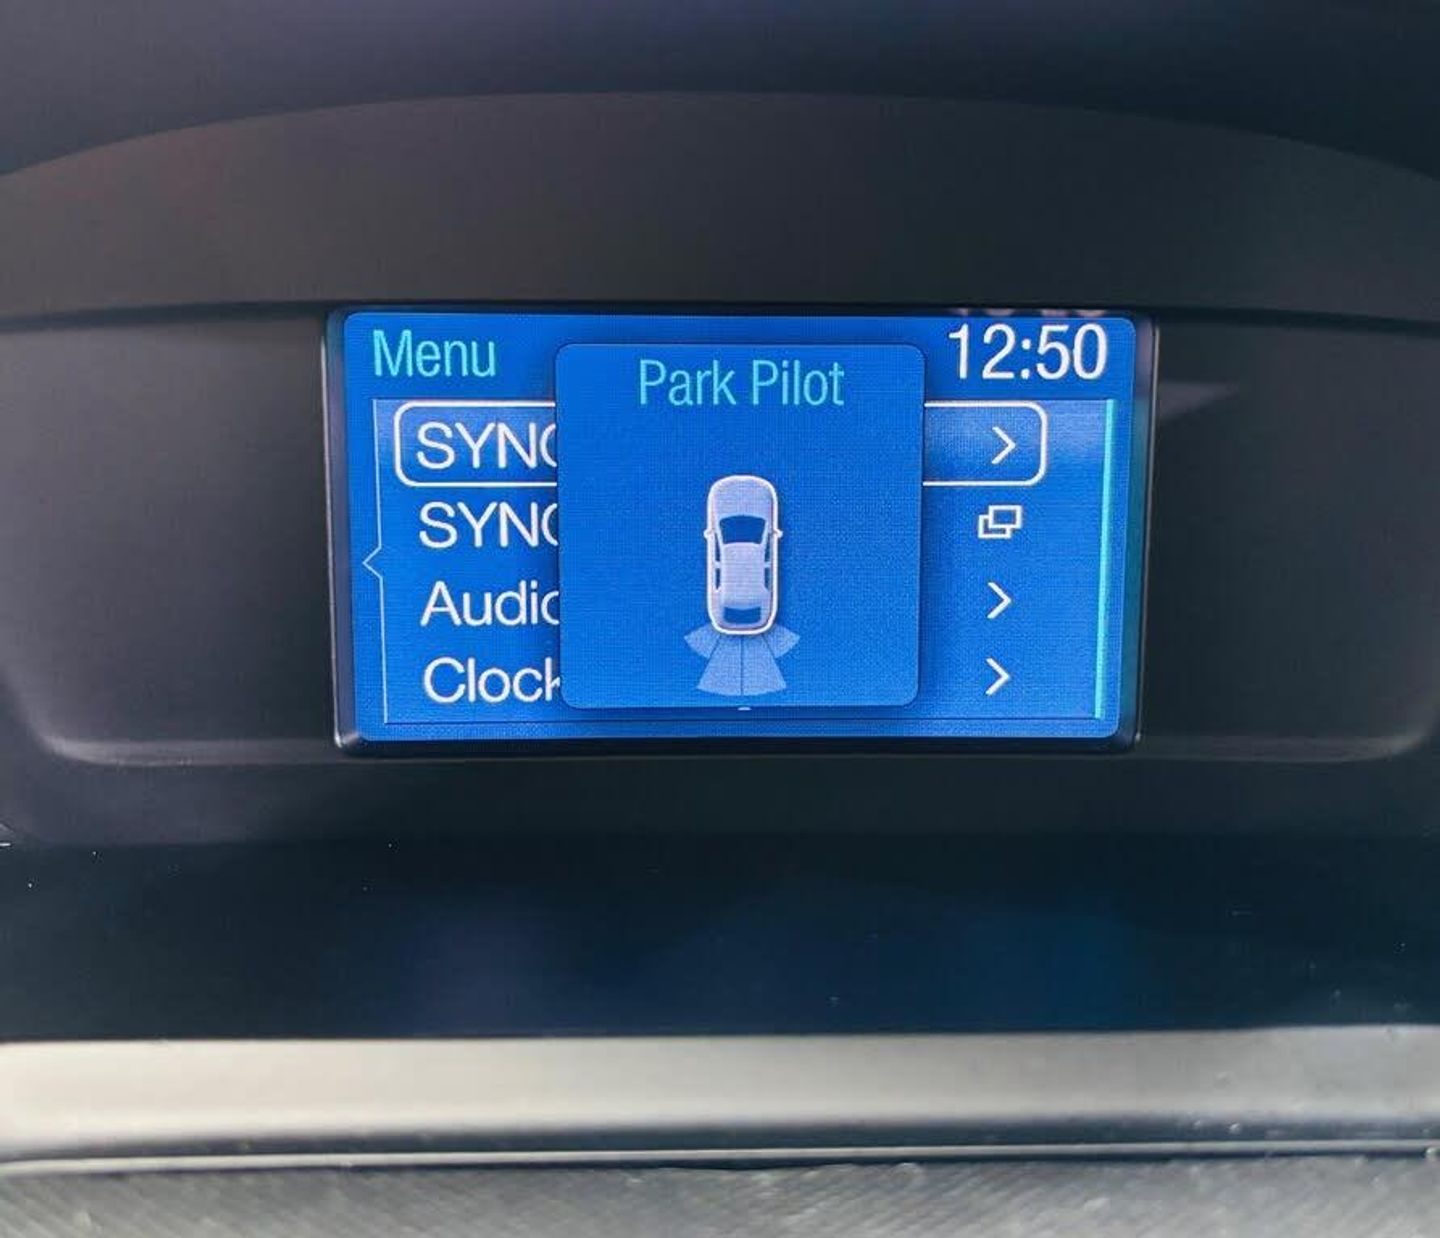 Menu
12:50
Park Pilot
SYNC
SYNC
Audio
Clock